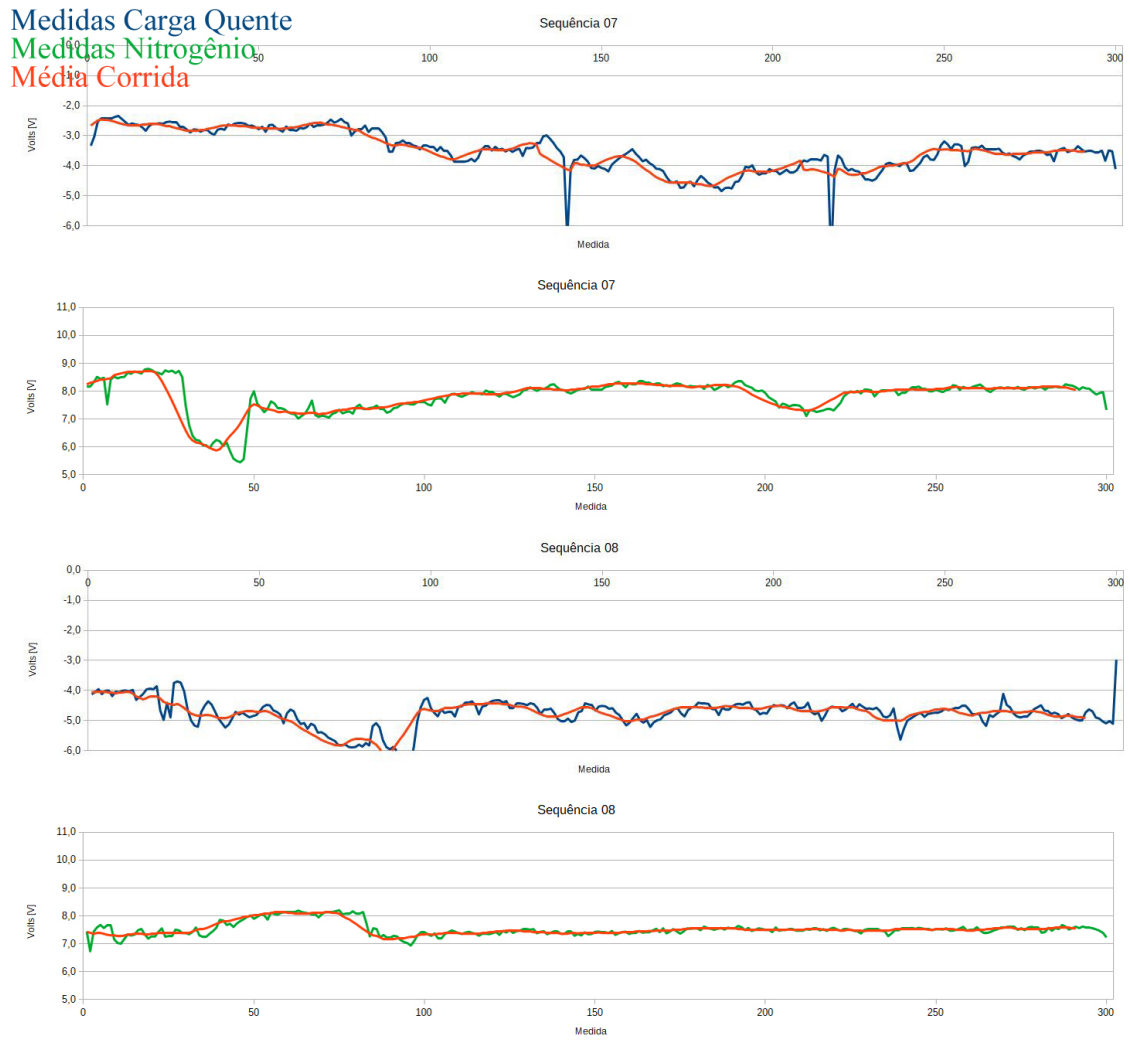 Medidas Carga Quente
Medidas Nitrogênio
Média Corrida
Sequência 07
0,0
0 50 100 150 200 250 300
-1,0
-2,0
-3,0
-4,0
-5,0
-6,0
Volts [V]
Medida
Sequência 07
11,0
10,0
9,0
8,0
7,0
6,0
5,0
Volts [V]
0 50 100 150 200 250 300
Medida
Sequência 08
0,0
0 50 100 150 200 250 300
-1,0
-2,0
-3,0
-4,0
-5,0
-6,0
Volts [V]
Medida
Sequência 08
11,0
10,0
9,0
8,0
7,0
6,0
5,0
Volts [V]
0 50 100 150 200 250 300
Medida